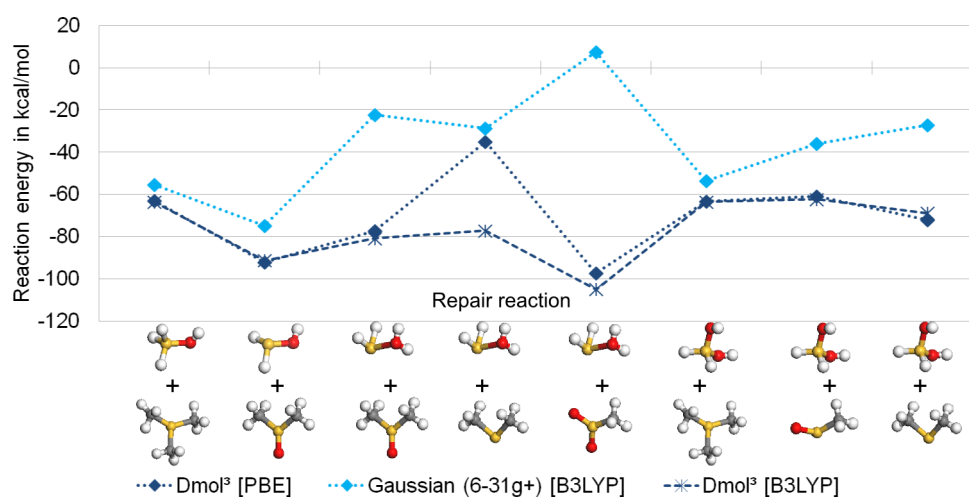 Reaction energy in kcal/mol
20
0
-20
-40
-60
-80
-100
-120
Repair reaction
+ + + + + + + +
Dmol³ [PBE] Gaussian (6-31g+) [B3LYP] Dmol³ [B3LYP]